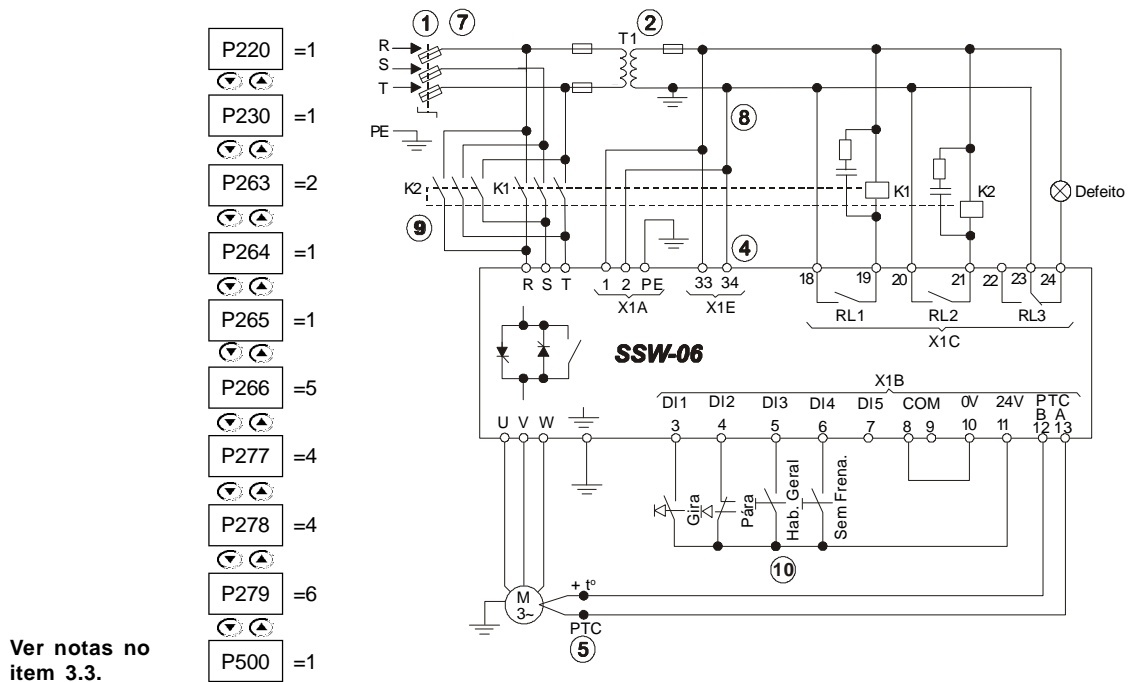 P220 =1
P230 =1
P263 =2
P264 =1
P265 =1
P266 =5
P277 =4
P278 =4
P279 =6
P500 =1
Ver notas no
item 3.3.
1 7 2
R
S
T
T1
PE
8
K2 K1 K1 K2 Defeito
9
4
R S T 1 2 PE 33 34 18 19 20 21 22 23 24
X1A X1E RL1 RL2 RL3
X1C
SSW-06
X1B
DI1 DI2 DI3 DI4 DI5 COM 0V 24V PTC
B A
U V W 3 4 5 6 7 8 9 10 11 12 13
Gira
Pára
Hab. Geral
Sem Frena.
10
M
3~
+ tº
PTC
5